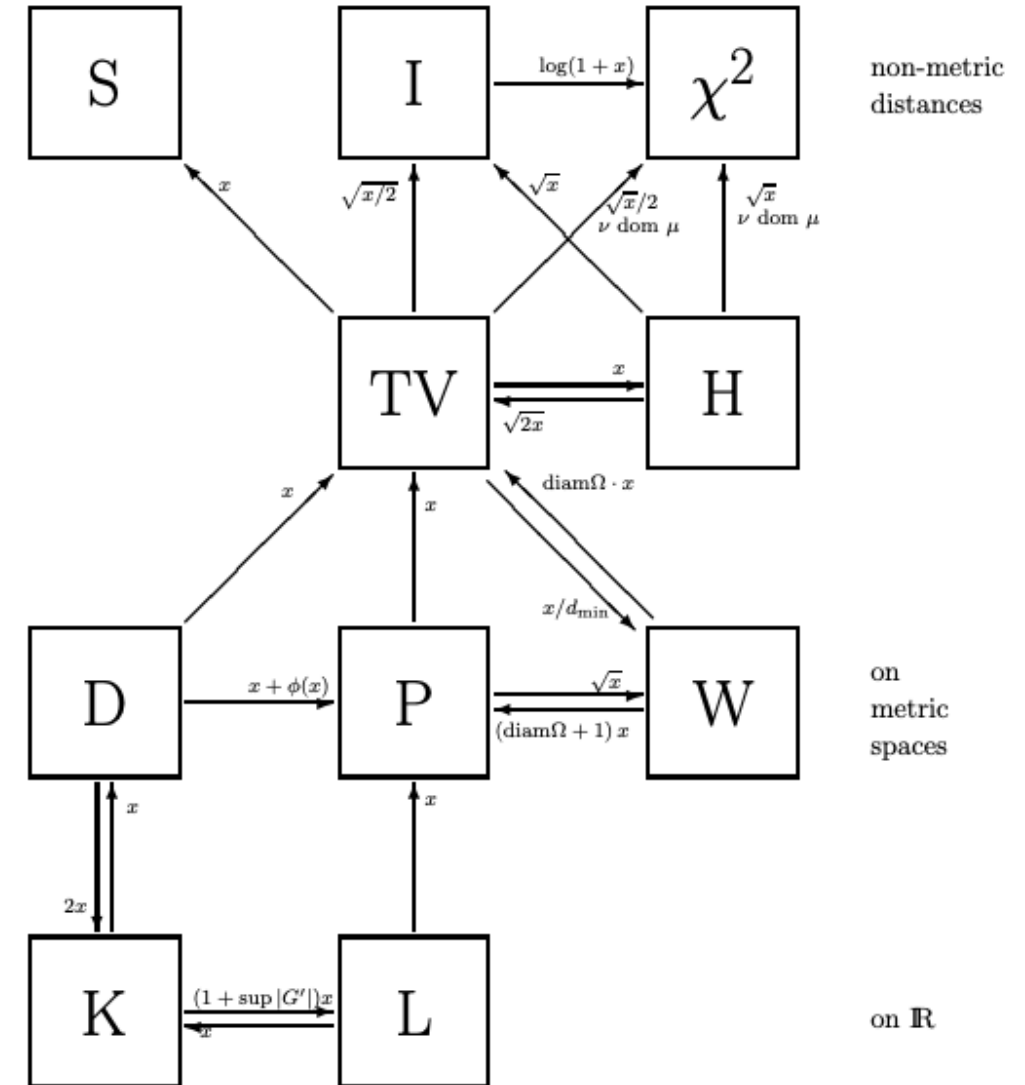 S
I
log(1 + x)
χ²
non-metric
distances
x
√x/2
√x
√x/2
ν dom μ
√x
ν dom μ
TV
x
√2x
H
x
x
diamΩ · x
x/d_min
D
x + ϕ(x)
P
√x
(diamΩ + 1) x
W
on
metric
spaces
x
2x
x
K
(1 + sup |G′|)x
x
L
on ℝ